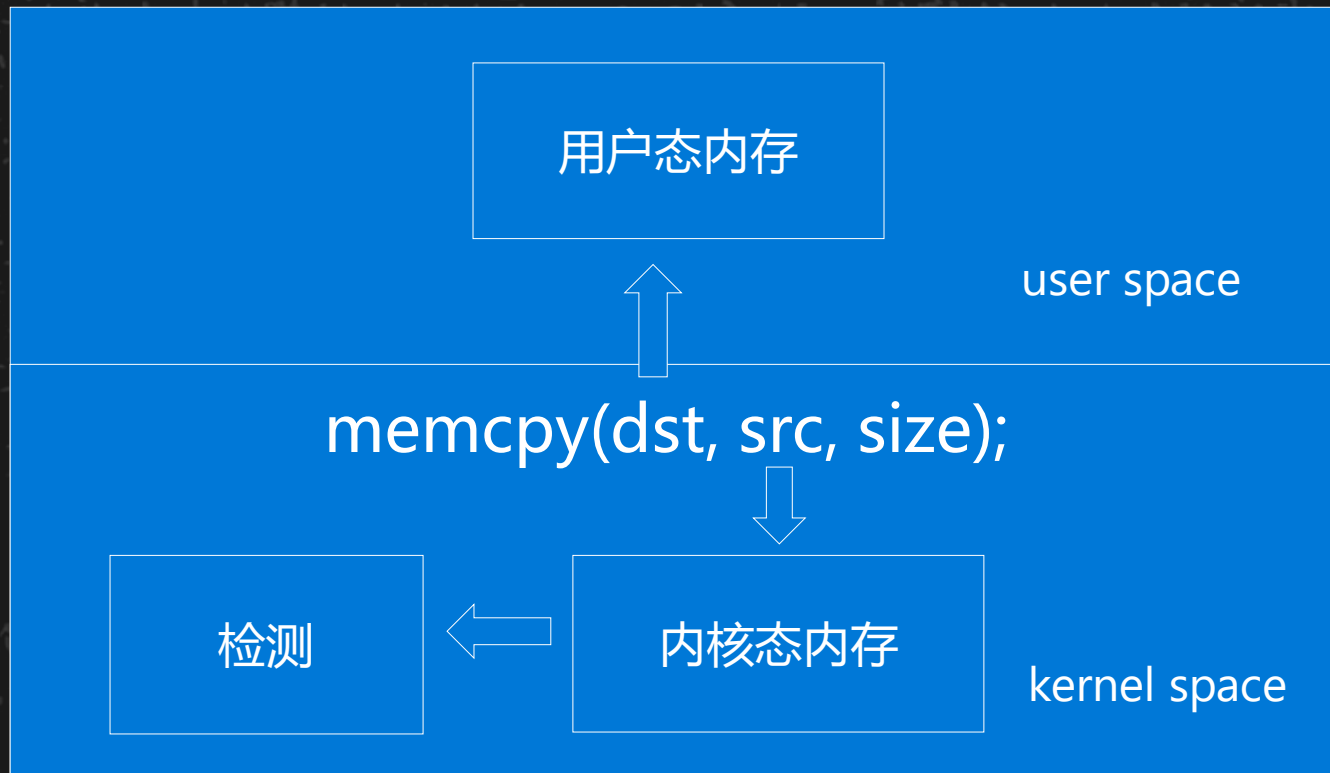 用户态内存
user space
memcpy(dst, src, size);
检测
内核态内存
kernel space